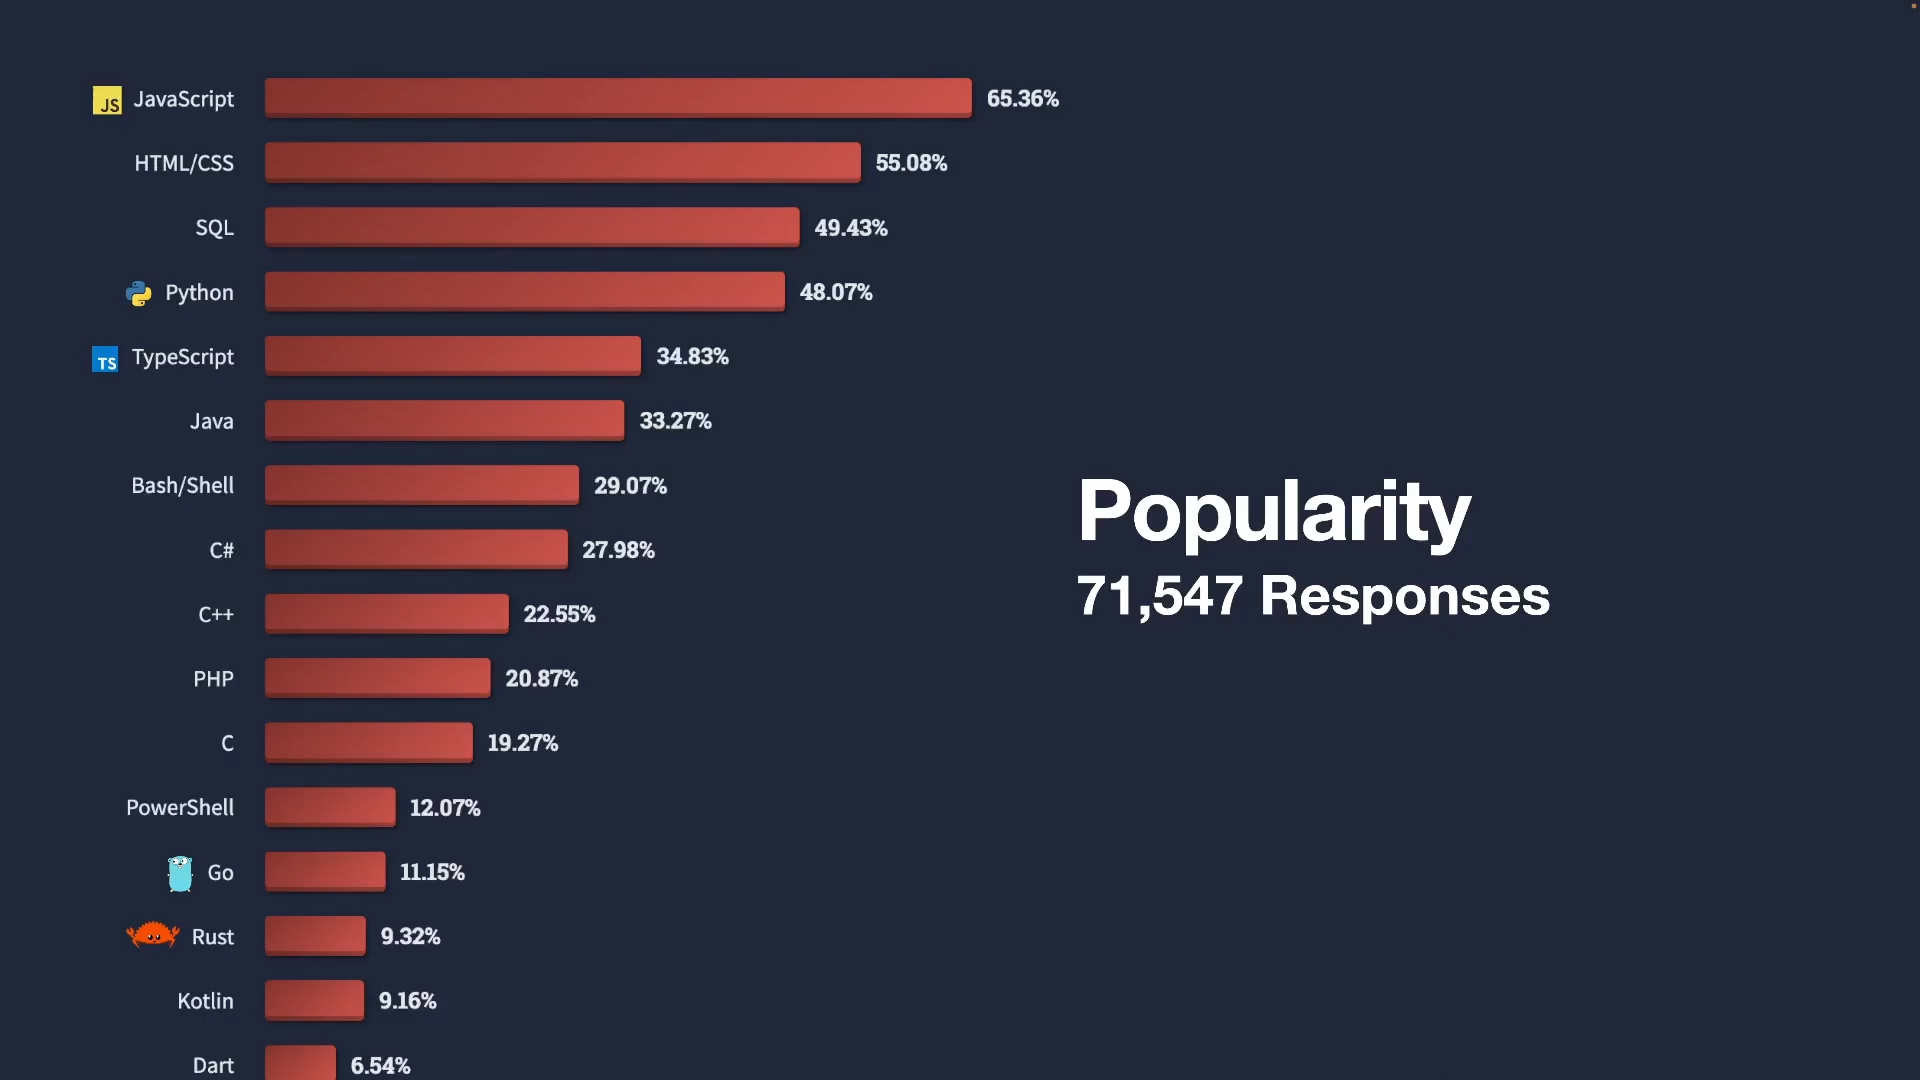 JS JavaScript 65.36%
HTML/CSS 55.08%
SQL 49.43%
Python 48.07%
TS TypeScript 34.83%
Java 33.27%
Bash/Shell 29.07%
C# 27.98%
C++ 22.55%
PHP 20.87%
C 19.27%
PowerShell 12.07%
Go 11.15%
Rust 9.32%
Kotlin 9.16%
Dart 6.54%
Popularity
71,547 Responses